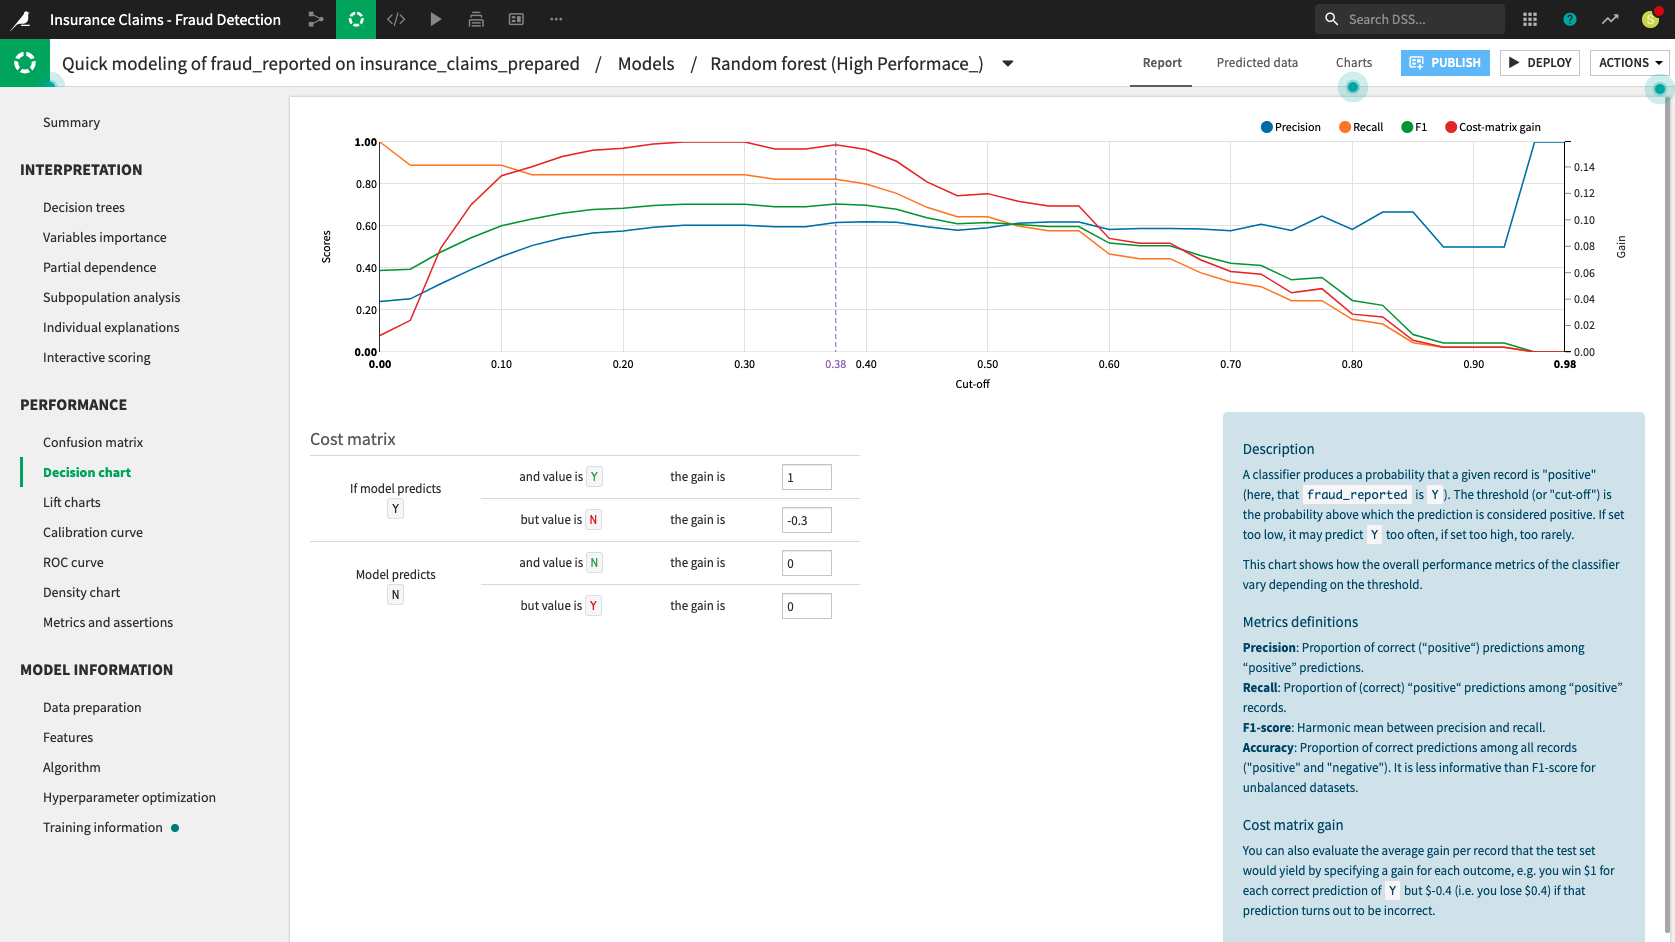 Insurance Claims - Fraud Detection
Search DSS...
S
Quick modeling of fraud_reported on insurance_claims_prepared / Models / Random forest (High Performace_)
Report
Predicted data
Charts
PUBLISH
DEPLOY
ACTIONS
Summary
INTERPRETATION
Decision trees
Variables importance
Partial dependence
Subpopulation analysis
Individual explanations
Interactive scoring
PERFORMANCE
Confusion matrix
Decision chart
Lift charts
Calibration curve
ROC curve
Density chart
Metrics and assertions
MODEL INFORMATION
Data preparation
Features
Algorithm
Hyperparameter optimization
Training information
Precision Recall F1 Cost-matrix gain
1.00
0.80
0.60
0.40
0.20
0.00
Scores
0.14
0.12
0.10
0.08
0.06
0.04
0.02
0.00
Gain
0.00 0.10 0.20 0.30 0.38 0.40 0.50 0.60 0.70 0.80 0.90 0.98
Cut-off
Cost matrix
If model predicts
Y
and value is Y the gain is 1
but value is N the gain is -0.3
Model predicts
N
and value is N the gain is 0
but value is Y the gain is 0
Description
A classifier produces a probability that a given record is "positive"
(here, that fraud_reported is Y ). The threshold (or "cut-off") is
the probability above which the prediction is considered positive. If set
too low, it may predict Y too often, if set too high, too rarely.
This chart shows how the overall performance metrics of the classifier
vary depending on the threshold.
Metrics definitions
Precision: Proportion of correct (“positive“) predictions among
“positive” predictions.
Recall: Proportion of (correct) “positive“ predictions among “positive”
records.
F1-score: Harmonic mean between precision and recall.
Accuracy: Proportion of correct predictions among all records
("positive" and "negative"). It is less informative than F1-score for
unbalanced datasets.
Cost matrix gain
You can also evaluate the average gain per record that the test set
would yield by specifying a gain for each outcome, e.g. you win $1 for
each correct prediction of Y but $-0.4 (i.e. you lose $0.4) if that
prediction turns out to be incorrect.